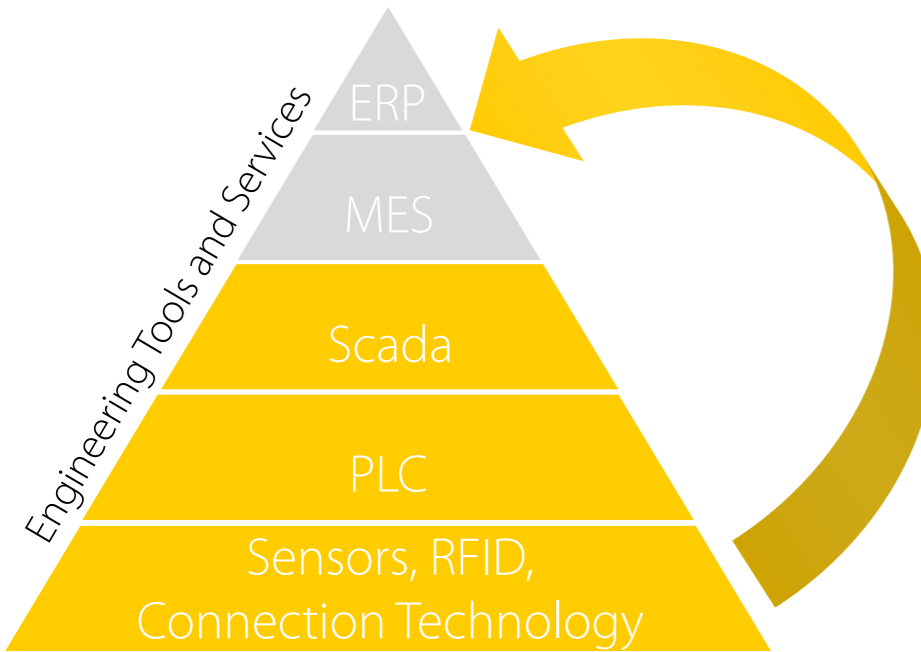 ERP
MES
Scada
PLC
Sensors, RFID,
Connection Technology
Engineering Tools and Services